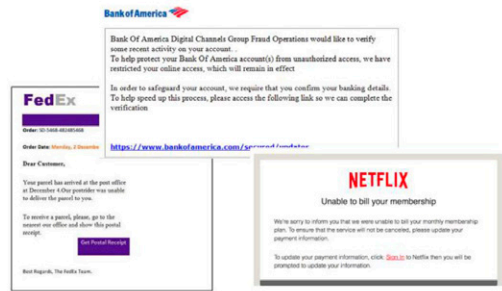 Bank of America
Bank Of America Digital Channels Group Fraud Operations would like to verify
some recent activity on your account. .
To help protect your Bank Of America account(s) from unauthorized access, we have
restricted your online access, which will remain in effect
In order to safeguard your account, we require that you confirm your banking details.
To help speed up this process, please access the following link so we can complete the
verification
https://www.bankofamerica.com/secured/updates
FedEx
Order: SD-5468-482485468
Order Date: Monday, 2 December
Dear Customer,
Your parcel has arrived at the post office
at December 4.Our postrider was unable
to deliver the parcel to you.
To receive a parcel, please, go to the
nearest our office and show this postal
receipt.
Get Postal Receipt
Best Regards, The FedEx Team.
NETFLIX
Unable to bill your membership
We're sorry to inform you that we were unable to bill your monthly membership
plan. To ensure that the service will not be canceled, please update your
payment information.
To update your payment information, click Sign In to Netflix then you will be
prompted to update your information.